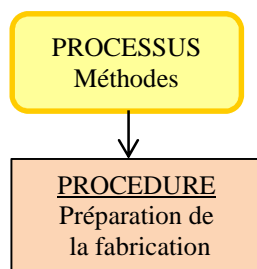 PROCESSUS
Méthodes
PROCEDURE
Préparation de
la fabrication